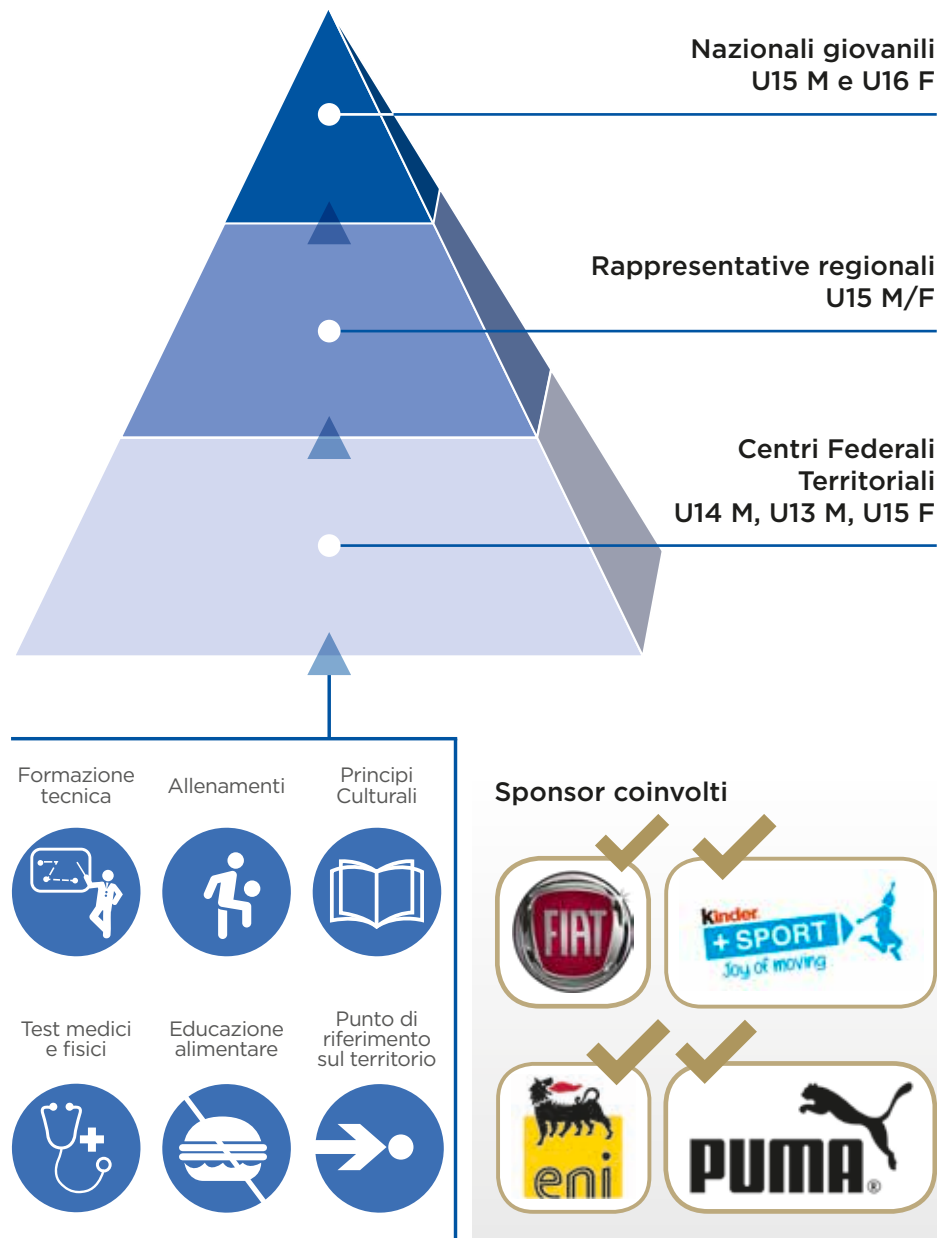 Nazionali giovanili
U15 M e U16 F
Rappresentative regionali
U15 M/F
Centri Federali
Territoriali
U14 M, U13 M, U15 F
Formazione
tecnica
Allenamenti
Principi
Culturali
Test medici
e fisici
Educazione
alimentare
Punto di
riferimento
sul territorio
Sponsor coinvolti
FIAT
Kinder
+ SPORT
Joy of moving
eni
PUMA®